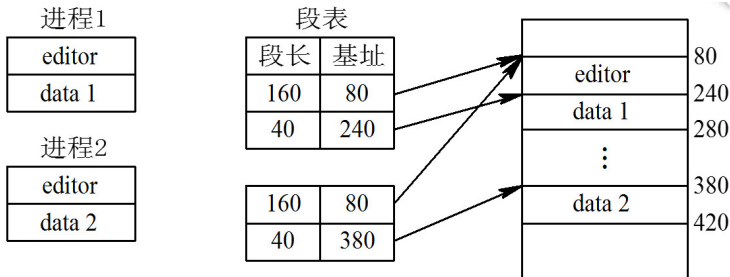 进程1
editor
data 1
进程2
editor
data 2
段表
段长 基址
160 80
40 240
160 80
40 380
80
editor
240
data 1
280
⋮
380
data 2
420